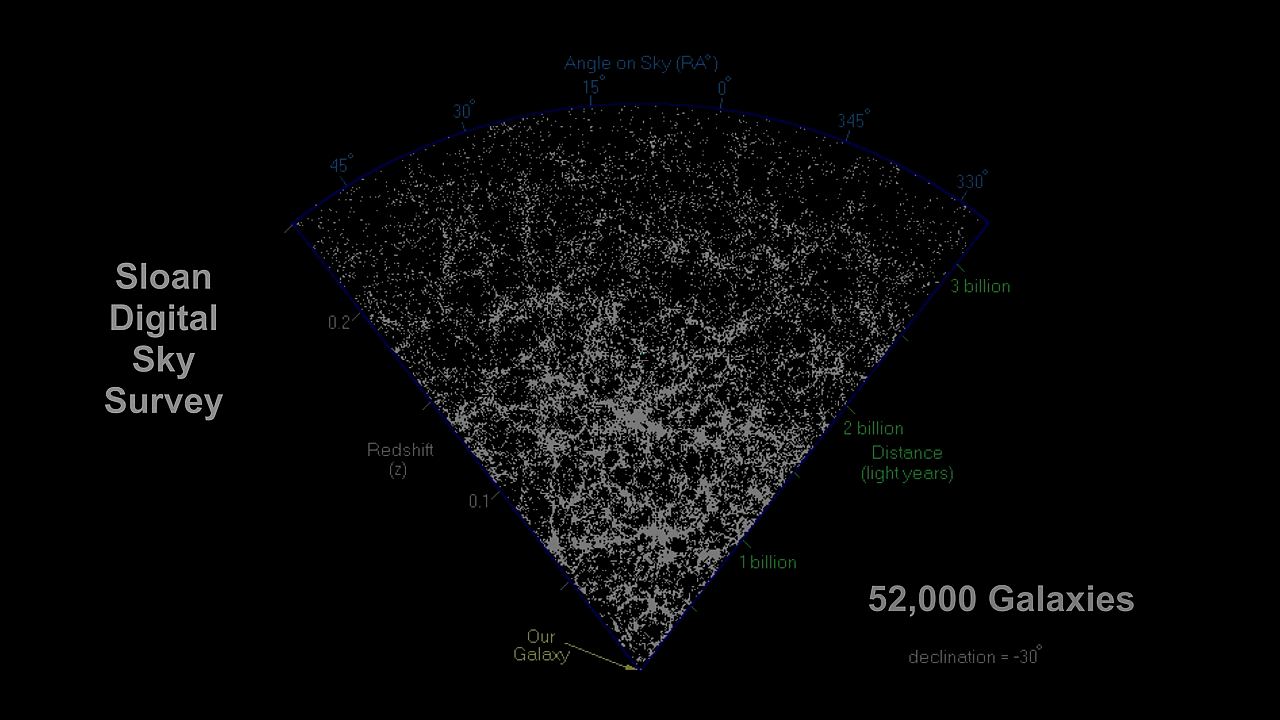 Angle on Sky (RA°)
45°
30°
15°
0°
345°
330°
Sloan
Digital
Sky
Survey
0.2
Redshift
(z)
0.1
3 billion
2 billion
Distance
(light years)
1 billion
52,000 Galaxies
declination = -30°
Our
Galaxy